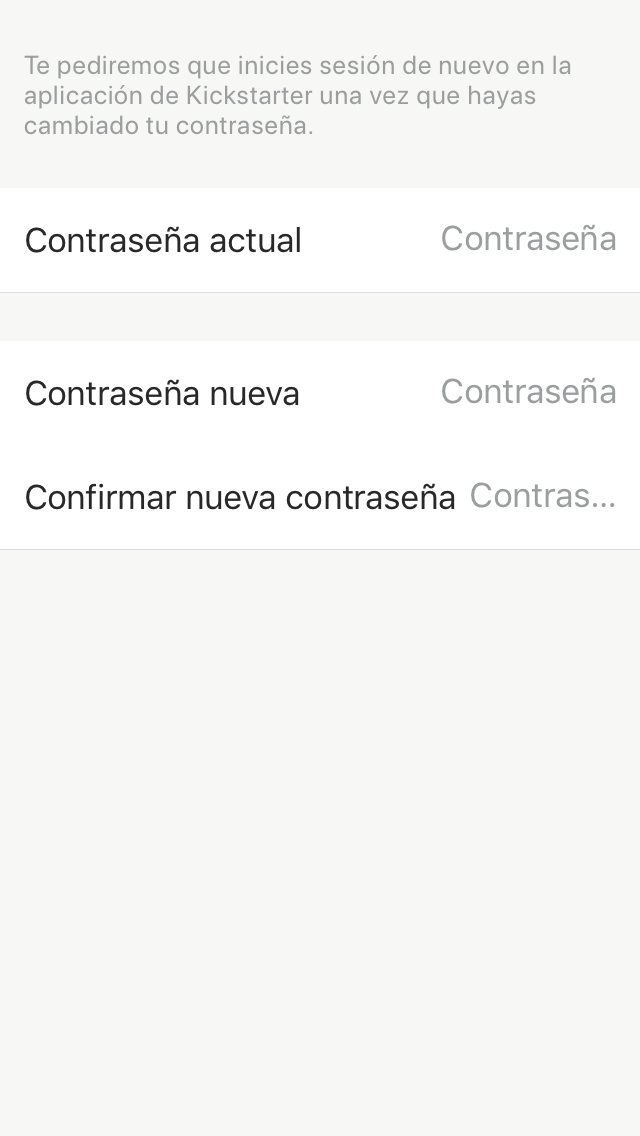 Te pediremos que inicies sesión de nuevo en la
aplicación de Kickstarter una vez que hayas
cambiado tu contraseña.
Contraseña actual Contraseña
Contraseña nueva Contraseña
Confirmar nueva contraseña Contras...